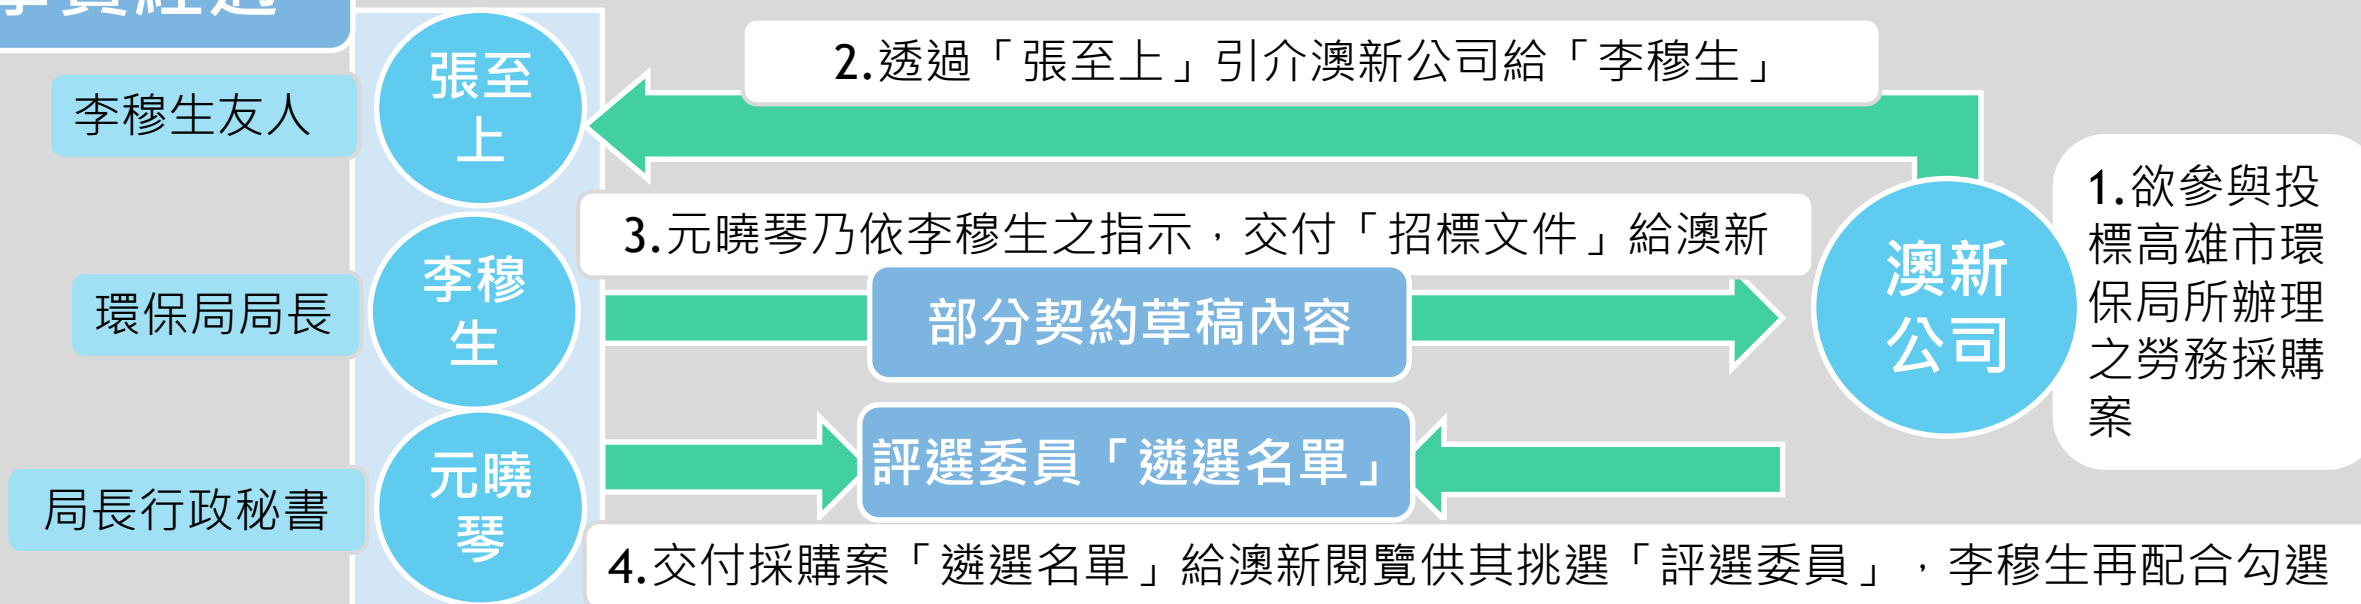 張至
上
2.透過「張至上」引介澳新公司給「李穆生」
李穆生友人
1.欲參與投
標高雄市環
保局所辦理
之勞務採購
案
3.元曉琴乃依李穆生之指示，交付「招標文件」給澳新
李穆
生
環保局局長
部分契約草稿內容
澳新
公司
元曉
琴
局長行政秘書
評選委員「遴選名單」
4.交付採購案「遴選名單」給澳新閱覽供其挑選「評選委員」，李穆生再配合勾選